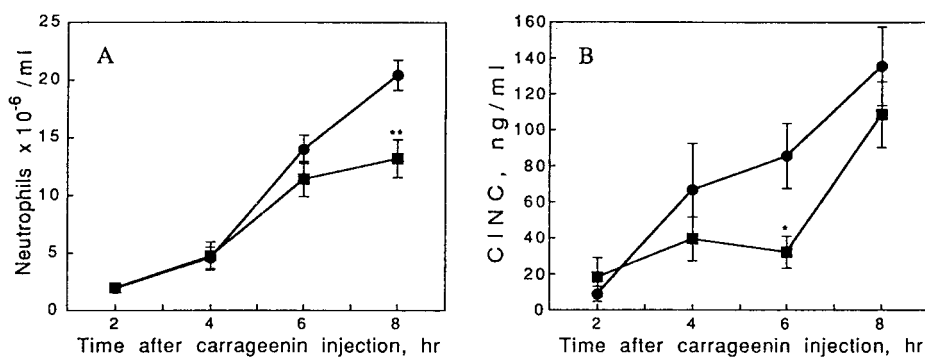 A
Neutrophils x10-6 /ml
25
20
15
10
5
0
**
2 4 6 8
Time after carrageenin injection, hr
B
CINC, ng/ml
160
140
120
100
80
60
40
20
0
*
2 4 6 8
Time after carrageenin injection, hr